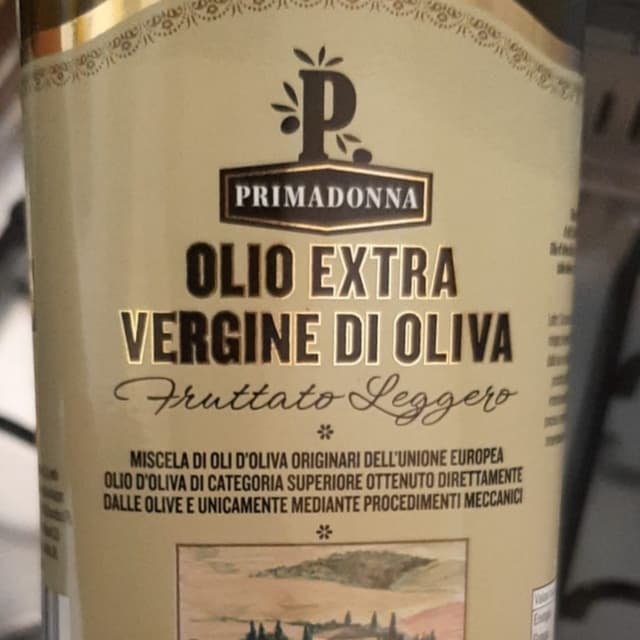 P
PRIMADONNA
OLIO EXTRA
VERGINE DI OLIVA
Fruttato Leggero
*
MISCELA DI OLI D'OLIVA ORIGINARI DELL'UNIONE EUROPEA
OLIO D'OLIVA DI CATEGORIA SUPERIORE OTTENUTO DIRETTAMENTE
DALLE OLIVE E UNICAMENTE MEDIANTE PROCEDIMENTI MECCANICI
*